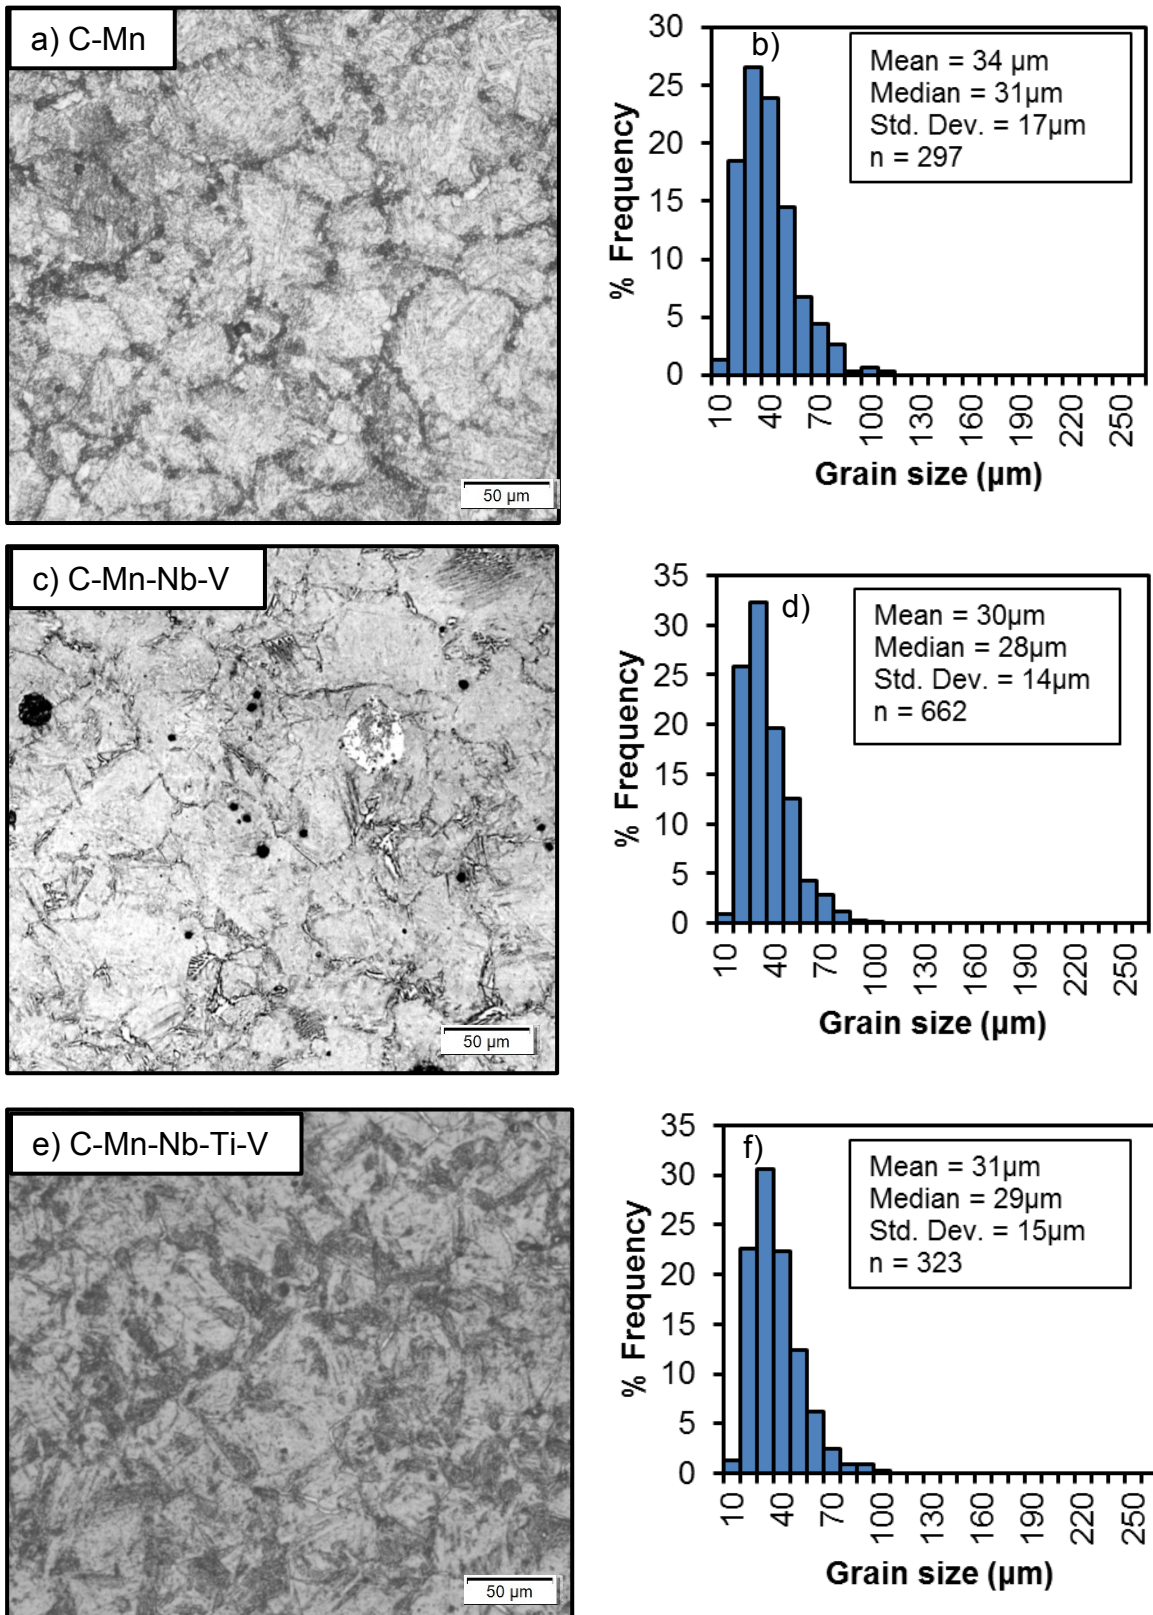 a) C-Mn
50 µm
b)
Mean = 34 µm
Median = 31µm
Std. Dev. = 17µm
n = 297
% Frequency
30
25
20
15
10
5
0
10 40 70 100 130 160 190 220 250
Grain size (µm)
c) C-Mn-Nb-V
50 µm
d)
Mean = 30µm
Median = 28µm
Std. Dev. = 14µm
n = 662
% Frequency
35
30
25
20
15
10
5
0
10 40 70 100 130 160 190 220 250
Grain size (µm)
e) C-Mn-Nb-Ti-V
50 µm
f)
Mean = 31µm
Median = 29µm
Std. Dev. = 15µm
n = 323
% Frequency
35
30
25
20
15
10
5
0
10 40 70 100 130 160 190 220 250
Grain size (µm)